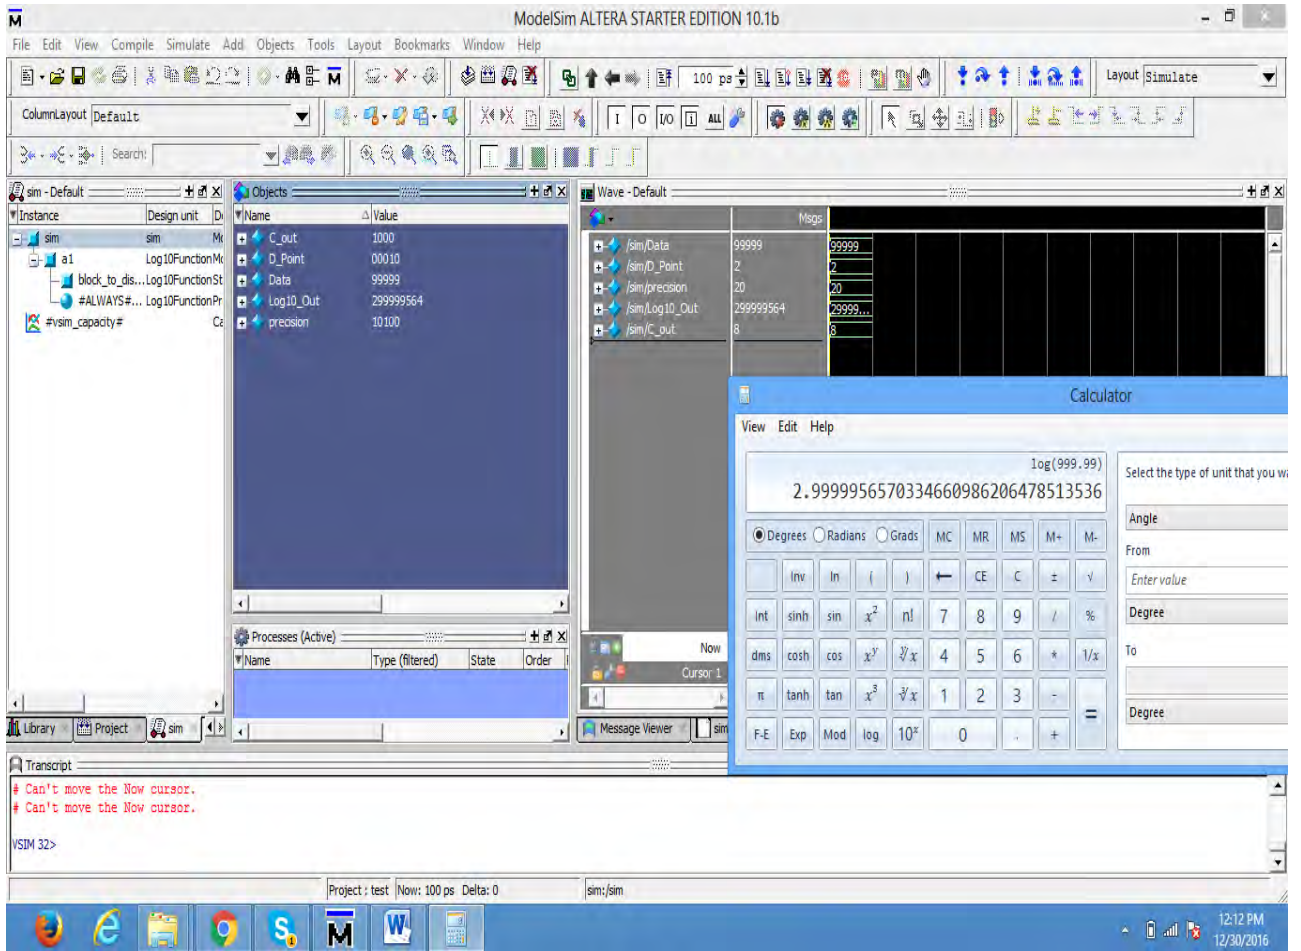 M
ModelSim ALTERA STARTER EDITION 10.1b
File Edit View Compile Simulate Add Objects Tools Layout Bookmarks Window Help
M
100 ps
Layout Simulate
ColumnLayout Default
I O I/O i ALL
Search:
sim - Default
Objects
Wave - Default
Instance Design unit
Name Value
Msgs
sim sim
a1 Log10Function
block_to_dis... Log10Function
#ALWAYS#... Log10Function
#vsim_capacity#
C_out 1000
D_Point 00010
Data 99999
Log10_Out 299999564
precision 10100
/sim/Data 99999 99999
/sim/D_Point 2 2
/sim/precision 20 20
/sim/Log10_Out 299999564 29999...
/sim/C_out 8 8
Calculator
View Edit Help
log(999.99)
2.9999956570334660986206478513536
Select the type of unit that you wa
Degrees Radians Grads MC MR MS M+ M-
Angle
From
Inv ln ( ) ← CE C ± √
Enter value
Int sinh sin x² n! 7 8 9 / %
Degree
dms cosh cos xʸ ʸ√x 4 5 6 * 1/x
To
π tanh tan x³ ³√x 1 2 3 - =
Degree
F-E Exp Mod log 10ˣ 0 . +
Processes (Active)
Name Type (filtered) State Order
Now
Cursor 1
Library Project sim
Message Viewer sim
Transcript
# Can't move the Now cursor.
# Can't move the Now cursor.
VSIM 32>
Project : test Now: 100 ps Delta: 0 sim:/sim
M W
12:12 PM
12/30/2016